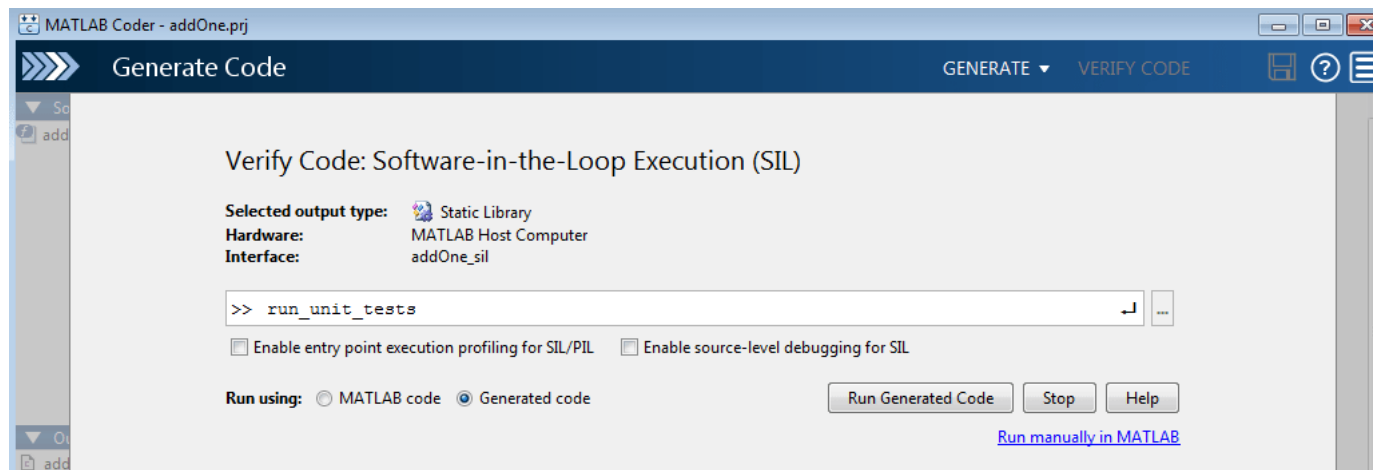 MATLAB Coder - addOne.prj
Generate Code GENERATE VERIFY CODE
So
add
Verify Code: Software-in-the-Loop Execution (SIL)
Selected output type: Static Library
Hardware: MATLAB Host Computer
Interface: addOne_sil
>> run_unit_tests ...
Enable entry point execution profiling for SIL/PIL Enable source-level debugging for SIL
Run using: MATLAB code Generated code Run Generated Code Stop Help
Run manually in MATLAB
Ou
add